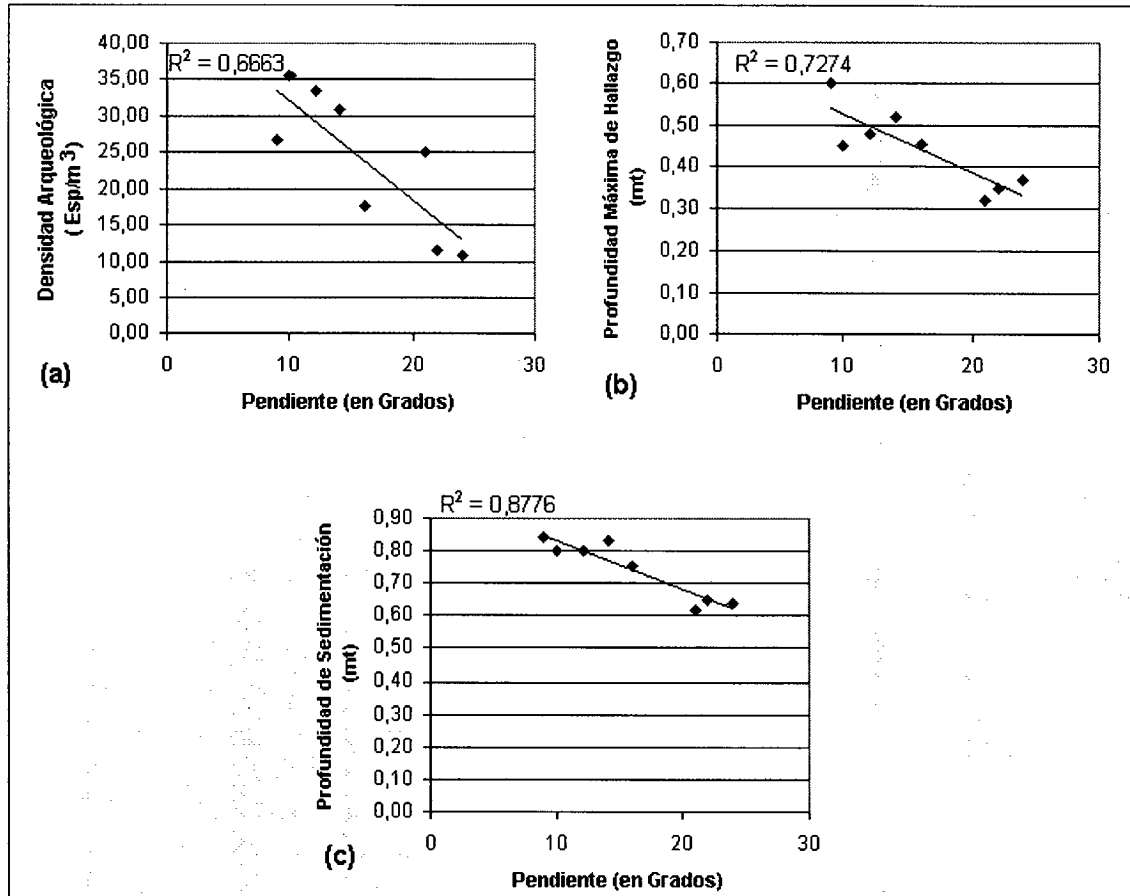 R² = 0,6663
40,00
35,00
30,00
25,00
20,00
15,00
10,00
5,00
0,00
Densidad Arqueológica
( Esp/m³)
0 10 20 30
Pendiente (en Grados)
(a)
R² = 0,7274
0,70
0,60
0,50
0,40
0,30
0,20
0,10
0,00
Profundidad Máxima de Hallazgo
(mt)
0 10 20 30
Pendiente (en Grados)
(b)
R² = 0,8776
0,90
0,80
0,70
0,60
0,50
0,40
0,30
0,20
0,10
0,00
Profundidad de Sedimentación
(mt)
0 10 20 30
Pendiente (en Grados)
(c)